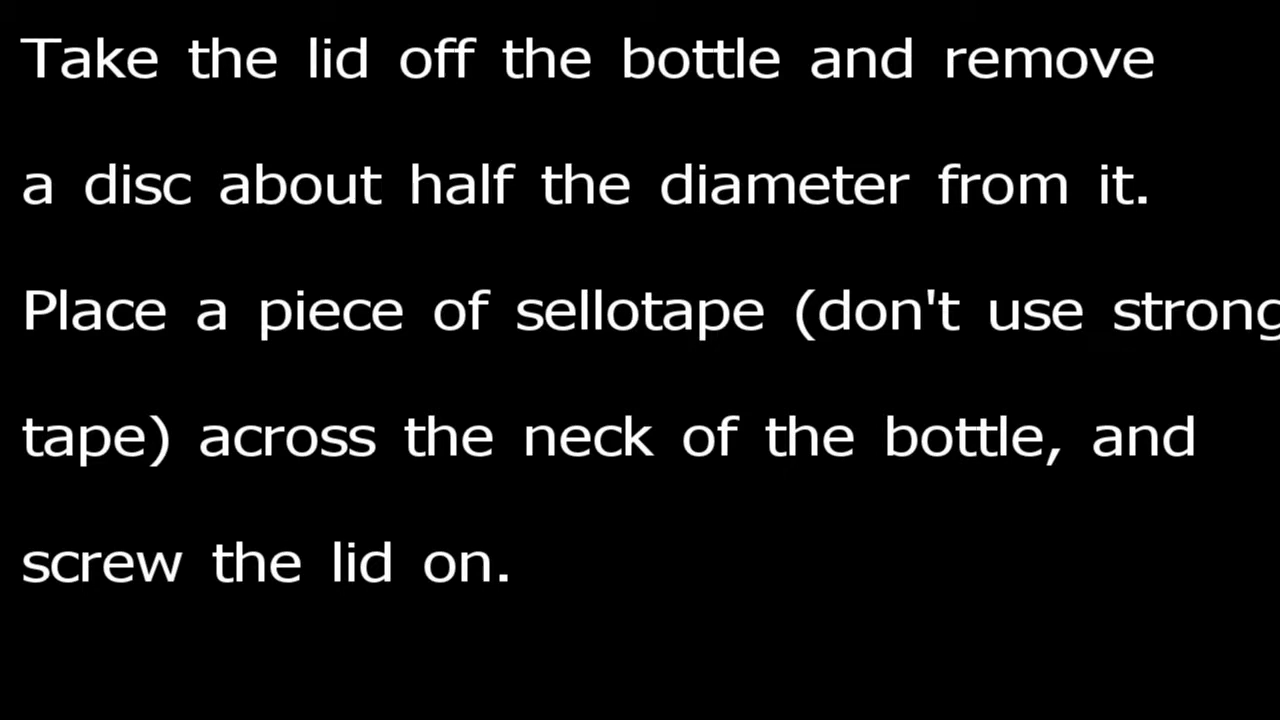 Take the lid off the bottle and remove
a disc about half the diameter from it.
Place a piece of sellotape (don't use strong
tape) across the neck of the bottle, and
screw the lid on.